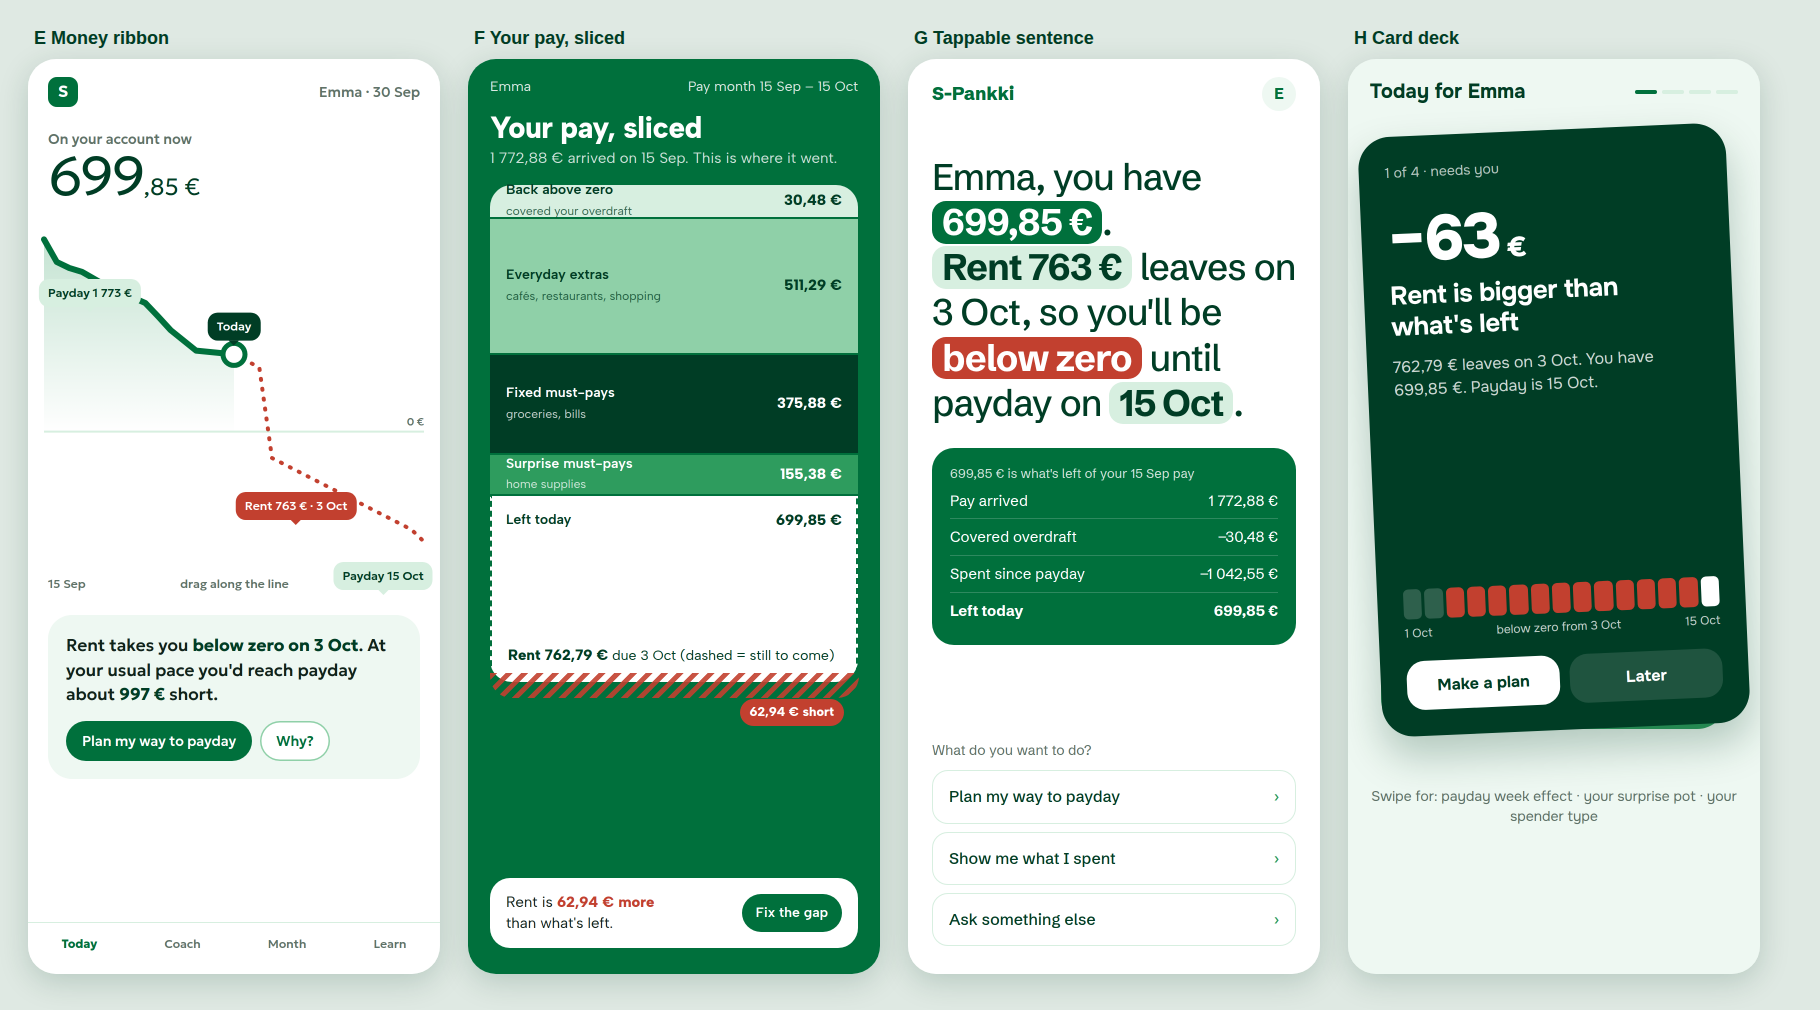 E Money ribbon
S
Emma · 30 Sep
On your account now
699,85 €
Payday 1 773 €
Today
0 €
Rent 763 € · 3 Oct
Payday 15 Oct
15 Sep
drag along the line
Rent takes you below zero on 3 Oct. At
your usual pace you'd reach payday
about 997 € short.
Plan my way to payday
Why?
Today
Coach
Month
Learn
F Your pay, sliced
Emma
Pay month 15 Sep – 15 Oct
Your pay, sliced
1 772,88 € arrived on 15 Sep. This is where it went.
Back above zero
covered your overdraft
30,48 €
Everyday extras
cafés, restaurants, shopping
511,29 €
Fixed must-pays
groceries, bills
375,88 €
Surprise must-pays
home supplies
155,38 €
Left today
699,85 €
Rent 762,79 € due 3 Oct (dashed = still to come)
62,94 € short
Rent is 62,94 € more
than what's left.
Fix the gap
G Tappable sentence
S-Pankki
E
Emma, you have
699,85 €.
Rent 763 € leaves on
3 Oct, so you'll be
below zero until
payday on 15 Oct.
699,85 € is what's left of your 15 Sep pay
Pay arrived 1 772,88 €
Covered overdraft −30,48 €
Spent since payday −1 042,55 €
Left today 699,85 €
What do you want to do?
Plan my way to payday ›
Show me what I spent ›
Ask something else ›
H Card deck
Today for Emma
1 of 4 · needs you
−63 €
Rent is bigger than
what's left
762,79 € leaves on 3 Oct. You have
699,85 €. Payday is 15 Oct.
1 Oct
below zero from 3 Oct
15 Oct
Make a plan
Later
Swipe for: payday week effect · your surprise pot · your
spender type